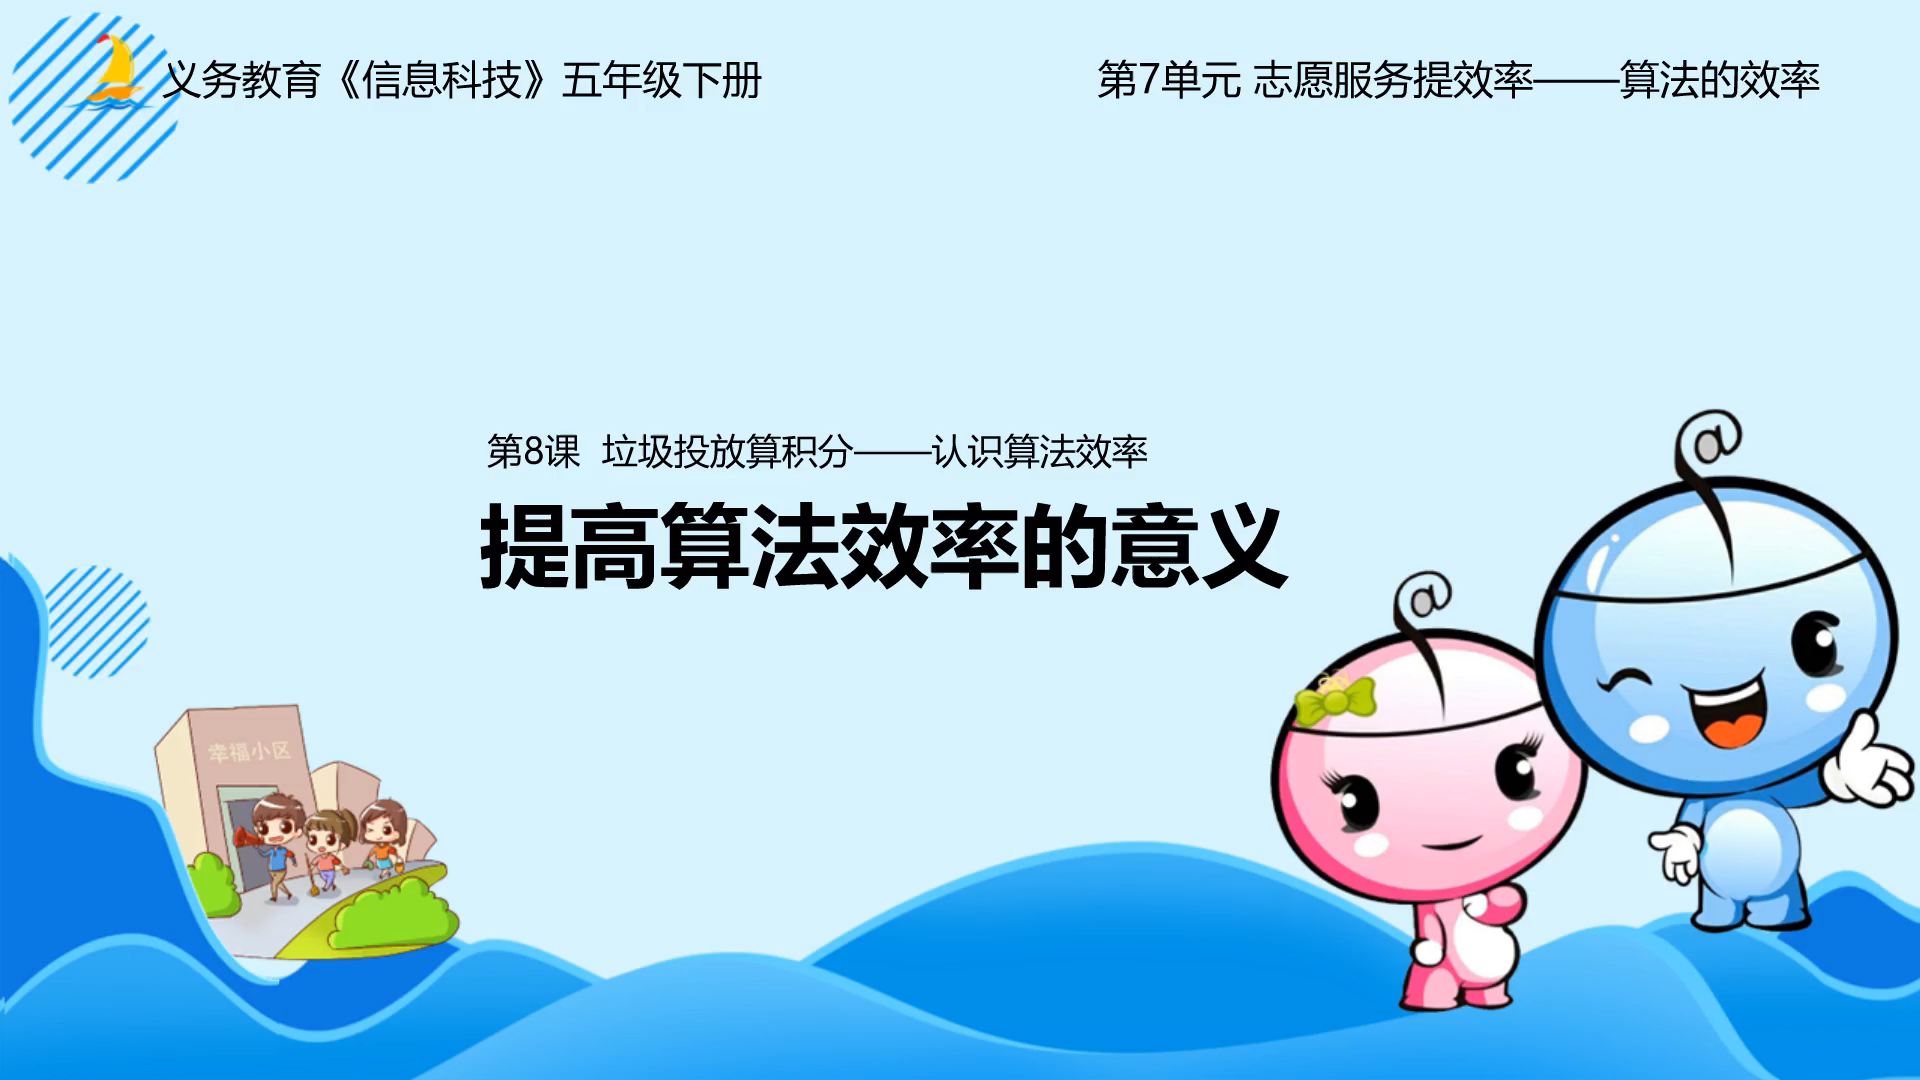 义务教育《信息科技》五年级下册
第7单元 志愿服务提效率——算法的效率
第8课 垃圾投放算积分——认识算法效率
提高算法效率的意义
幸福小区